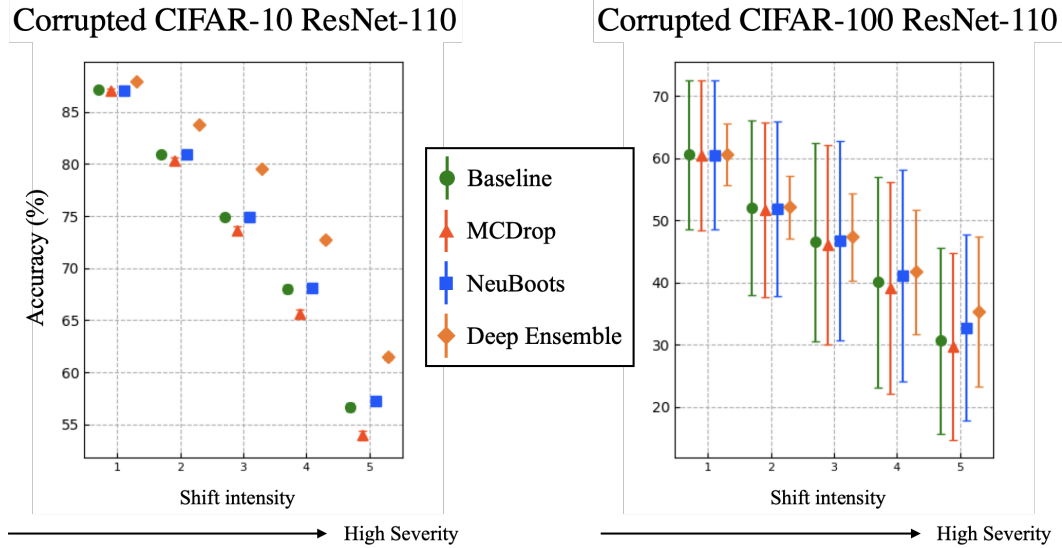 Corrupted CIFAR-10 ResNet-110
Accuracy (%)
85
80
75
70
65
60
55
1 2 3 4 5
Shift intensity
High Severity
Baseline
MCDrop
NeuBoots
Deep Ensemble
Corrupted CIFAR-100 ResNet-110
70
60
50
40
30
20
1 2 3 4 5
Shift intensity
High Severity